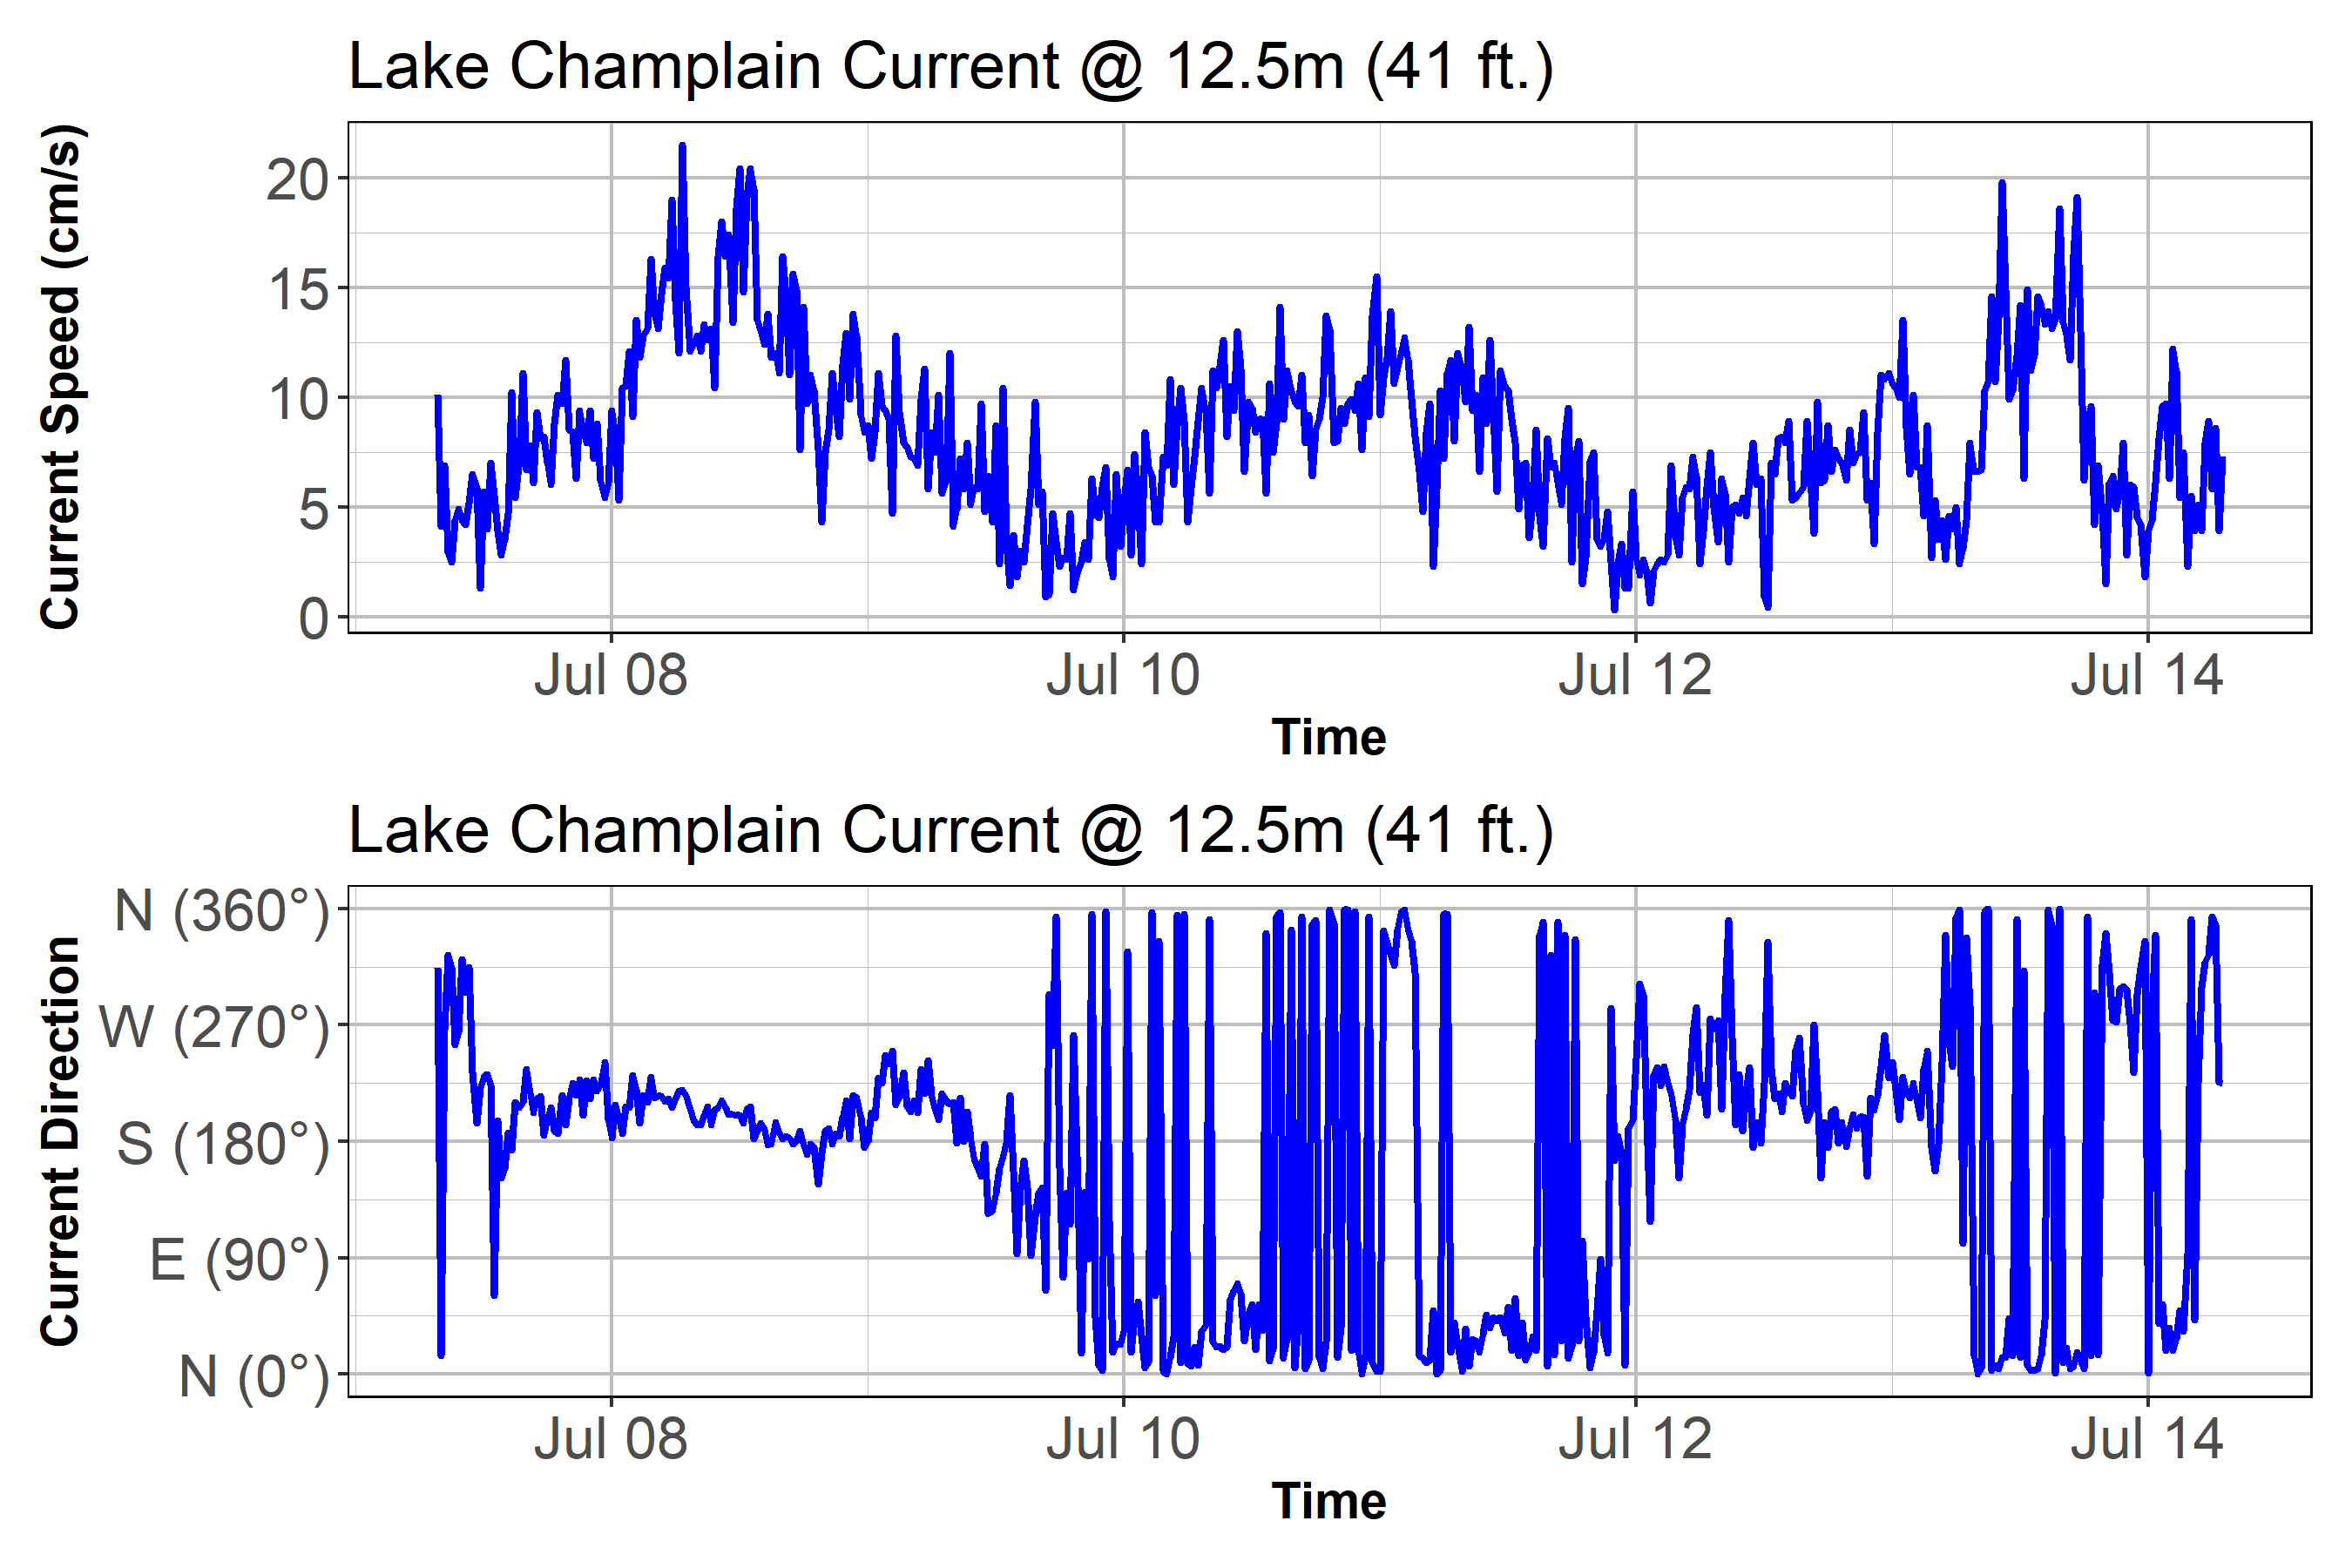 Lake Champlain Current @ 12.5m (41 ft.)
Current Speed (cm/s)
20
15
10
5
0
Jul 08 Jul 10 Jul 12 Jul 14
Time
Lake Champlain Current @ 12.5m (41 ft.)
Current Direction
N (360°)
W (270°)
S (180°)
E (90°)
N (0°)
Jul 08 Jul 10 Jul 12 Jul 14
Time